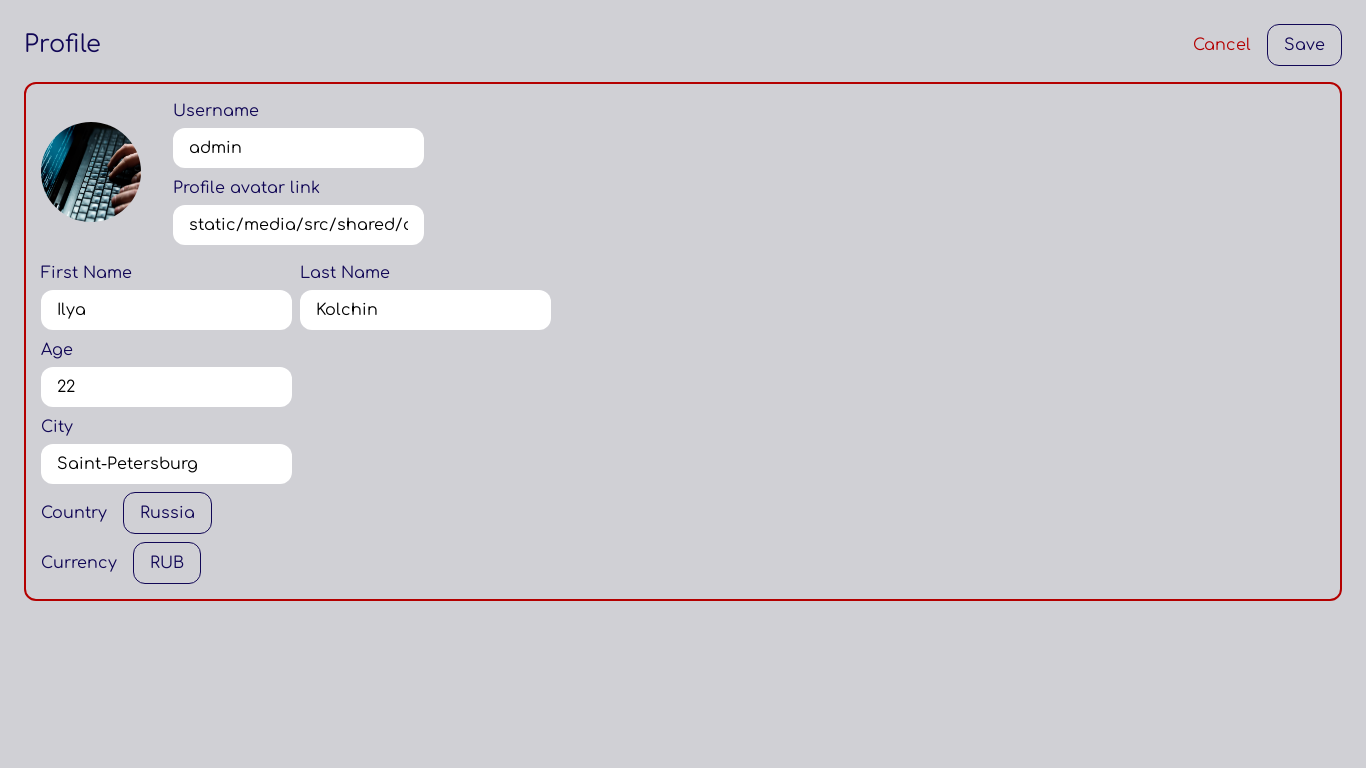 Profile
Cancel
Save
Username
admin
Profile avatar link
static/media/src/shared/
First Name
Last Name
Ilya
Kolchin
Age
22
City
Saint-Petersburg
Country
Russia
Currency
RUB